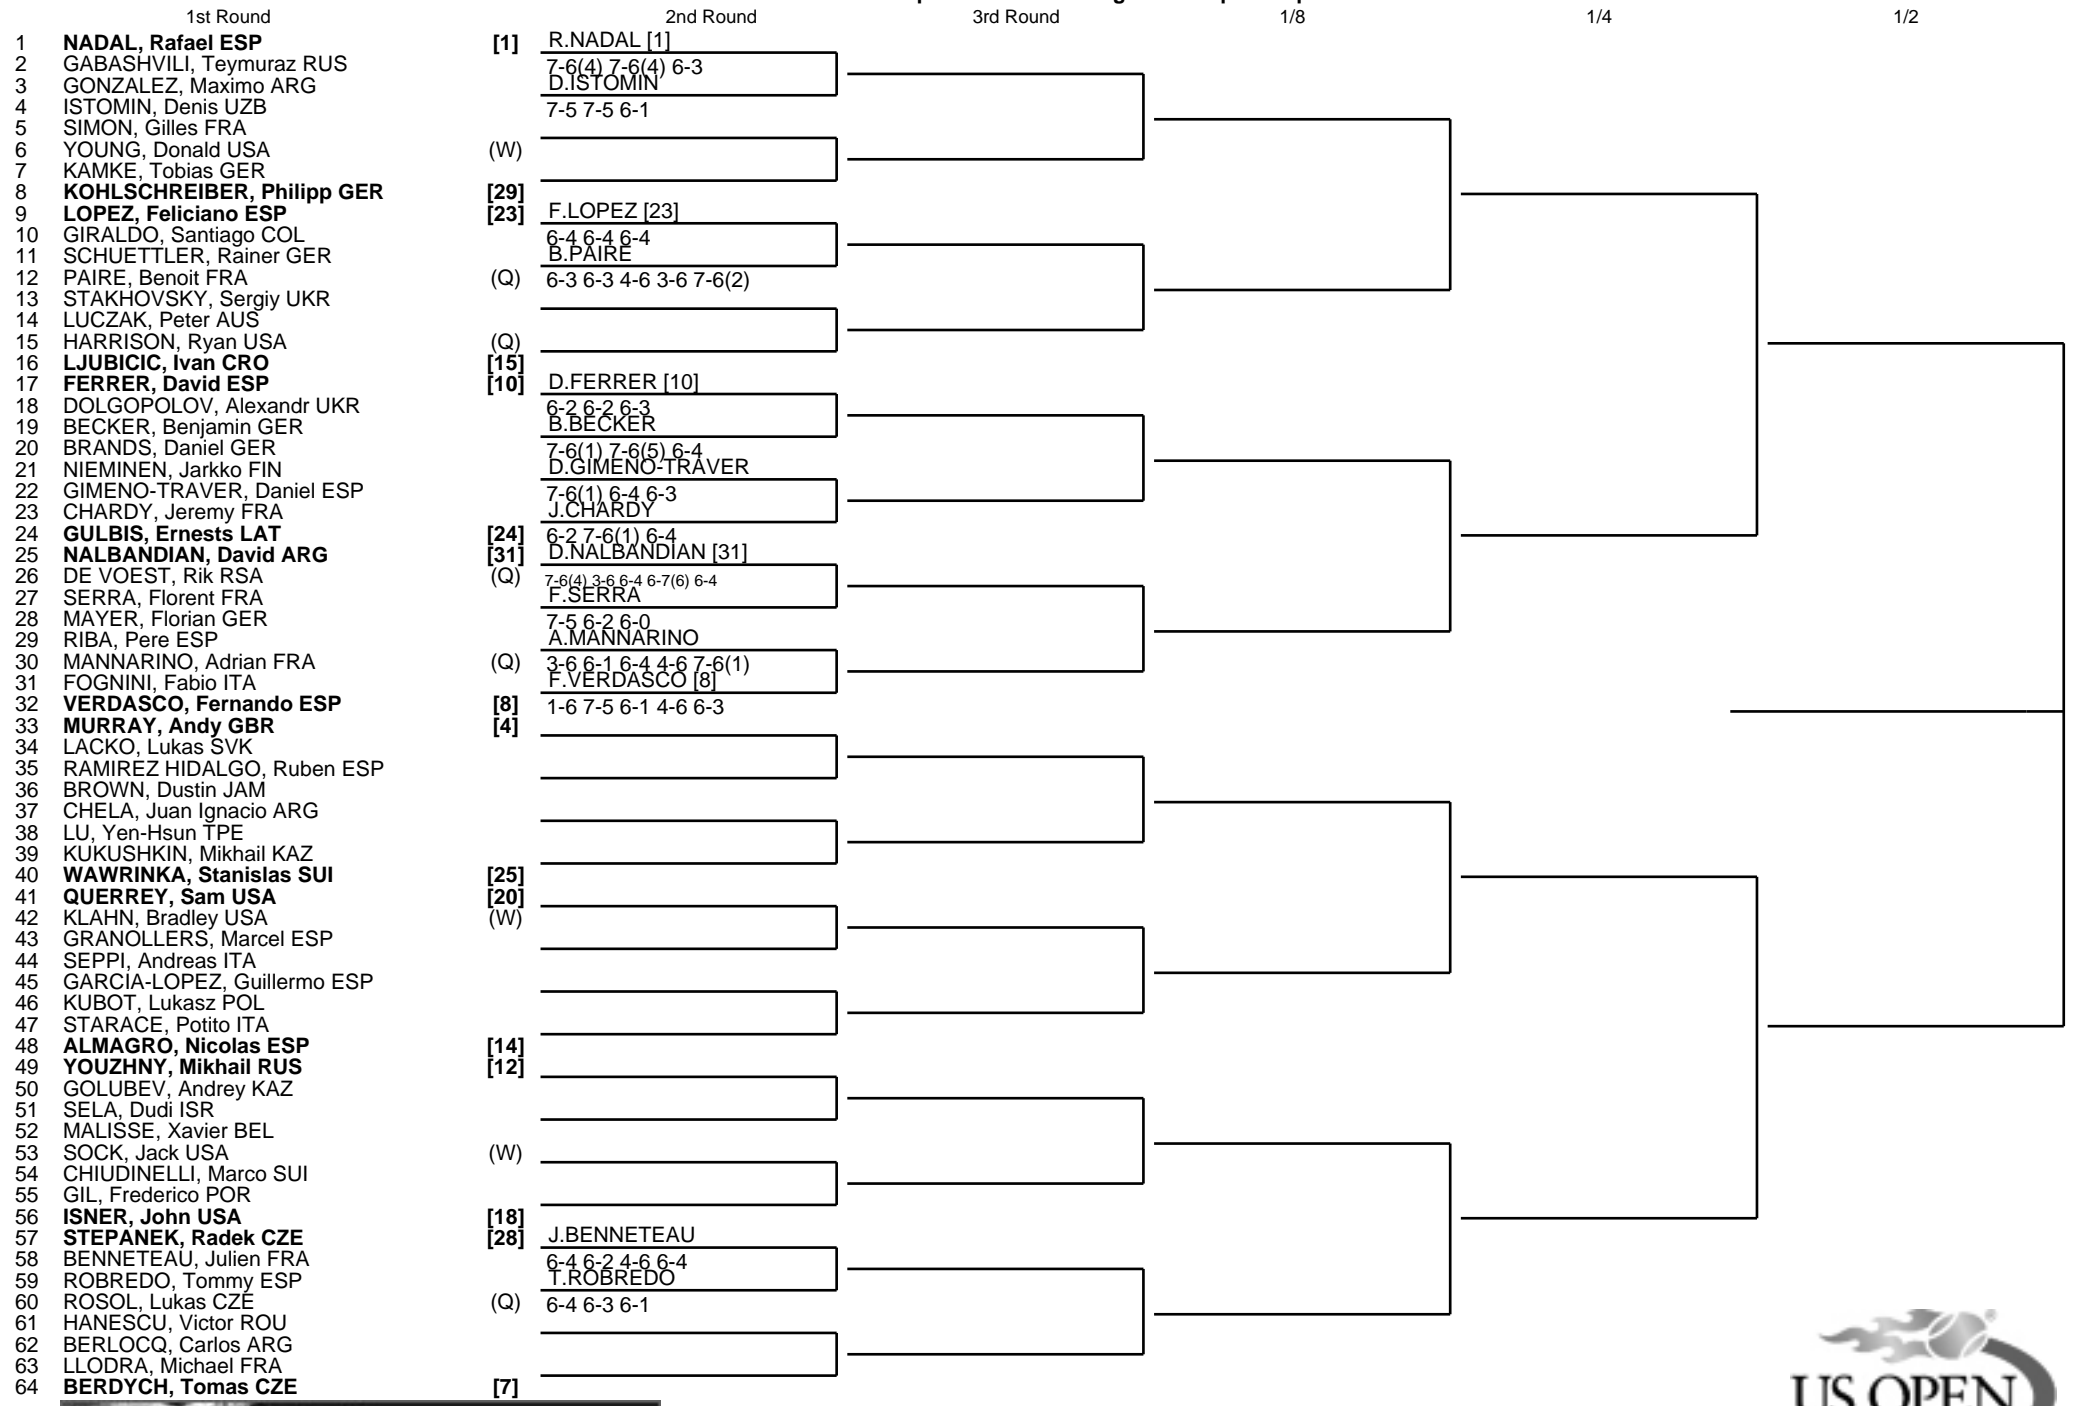 1st Round 2nd Round 3rd Round 1/8 1/4 1/2
1 NADAL, Rafael ESP [1] R.NADAL [1]
2 GABASHVILI, Teymuraz RUS 7-6(4) 7-6(4) 6-3
3 GONZALEZ, Maximo ARG D.ISTOMIN
4 ISTOMIN, Denis UZB 7-5 7-5 6-1
5 SIMON, Gilles FRA
6 YOUNG, Donald USA (W)
7 KAMKE, Tobias GER
8 KOHLSCHREIBER, Philipp GER [29]
9 LOPEZ, Feliciano ESP [23] F.LOPEZ [23]
10 GIRALDO, Santiago COL 6-4 6-4 6-4
11 SCHUETTLER, Rainer GER B.PAIRE
12 PAIRE, Benoit FRA (Q) 6-3 6-3 4-6 3-6 7-6(2)
13 STAKHOVSKY, Sergiy UKR
14 LUCZAK, Peter AUS
15 HARRISON, Ryan USA (Q)
16 LJUBICIC, Ivan CRO [15]
17 FERRER, David ESP [10] D.FERRER [10]
18 DOLGOPOLOV, Alexandr UKR 6-2 6-2 6-3
19 BECKER, Benjamin GER B.BECKER
20 BRANDS, Daniel GER 7-6(1) 7-6(5) 6-4
21 NIEMINEN, Jarkko FIN D.GIMENO-TRAVER
22 GIMENO-TRAVER, Daniel ESP 7-6(1) 6-4 6-3
23 CHARDY, Jeremy FRA J.CHARDY
24 GULBIS, Ernests LAT [24] 6-2 7-6(1) 6-4
25 NALBANDIAN, David ARG [31] D.NALBANDIAN [31]
26 DE VOEST, Rik RSA (Q) 7-6(4) 3-6 6-4 6-7(6) 6-4
27 SERRA, Florent FRA F.SERRA
28 MAYER, Florian GER 7-5 6-2 6-0
29 RIBA, Pere ESP A.MANNARINO
30 MANNARINO, Adrian FRA (Q) 3-6 6-1 6-4 4-6 7-6(1)
31 FOGNINI, Fabio ITA F.VERDASCO [8]
32 VERDASCO, Fernando ESP [8] 1-6 7-5 6-1 4-6 6-3
33 MURRAY, Andy GBR [4]
34 LACKO, Lukas SVK
35 RAMIREZ HIDALGO, Ruben ESP
36 BROWN, Dustin JAM
37 CHELA, Juan Ignacio ARG
38 LU, Yen-Hsun TPE
39 KUKUSHKIN, Mikhail KAZ
40 WAWRINKA, Stanislas SUI [25]
41 QUERREY, Sam USA [20]
42 KLAHN, Bradley USA (W)
43 GRANOLLERS, Marcel ESP
44 SEPPI, Andreas ITA
45 GARCIA-LOPEZ, Guillermo ESP
46 KUBOT, Lukasz POL
47 STARACE, Potito ITA
48 ALMAGRO, Nicolas ESP [14]
49 YOUZHNY, Mikhail RUS [12]
50 GOLUBEV, Andrey KAZ
51 SELA, Dudi ISR
52 MALISSE, Xavier BEL
53 SOCK, Jack USA (W)
54 CHIUDINELLI, Marco SUI
55 GIL, Frederico POR
56 ISNER, John USA [18]
57 STEPANEK, Radek CZE [28] J.BENNETEAU
58 BENNETEAU, Julien FRA 6-4 6-2 4-6 6-4
59 ROBREDO, Tommy ESP T.ROBREDO
60 ROSOL, Lukas CZE (Q) 6-4 6-3 6-1
61 HANESCU, Victor ROU
62 BERLOCQ, Carlos ARG
63 LLODRA, Michael FRA
64 BERDYCH, Tomas CZE [7]
US OPEN